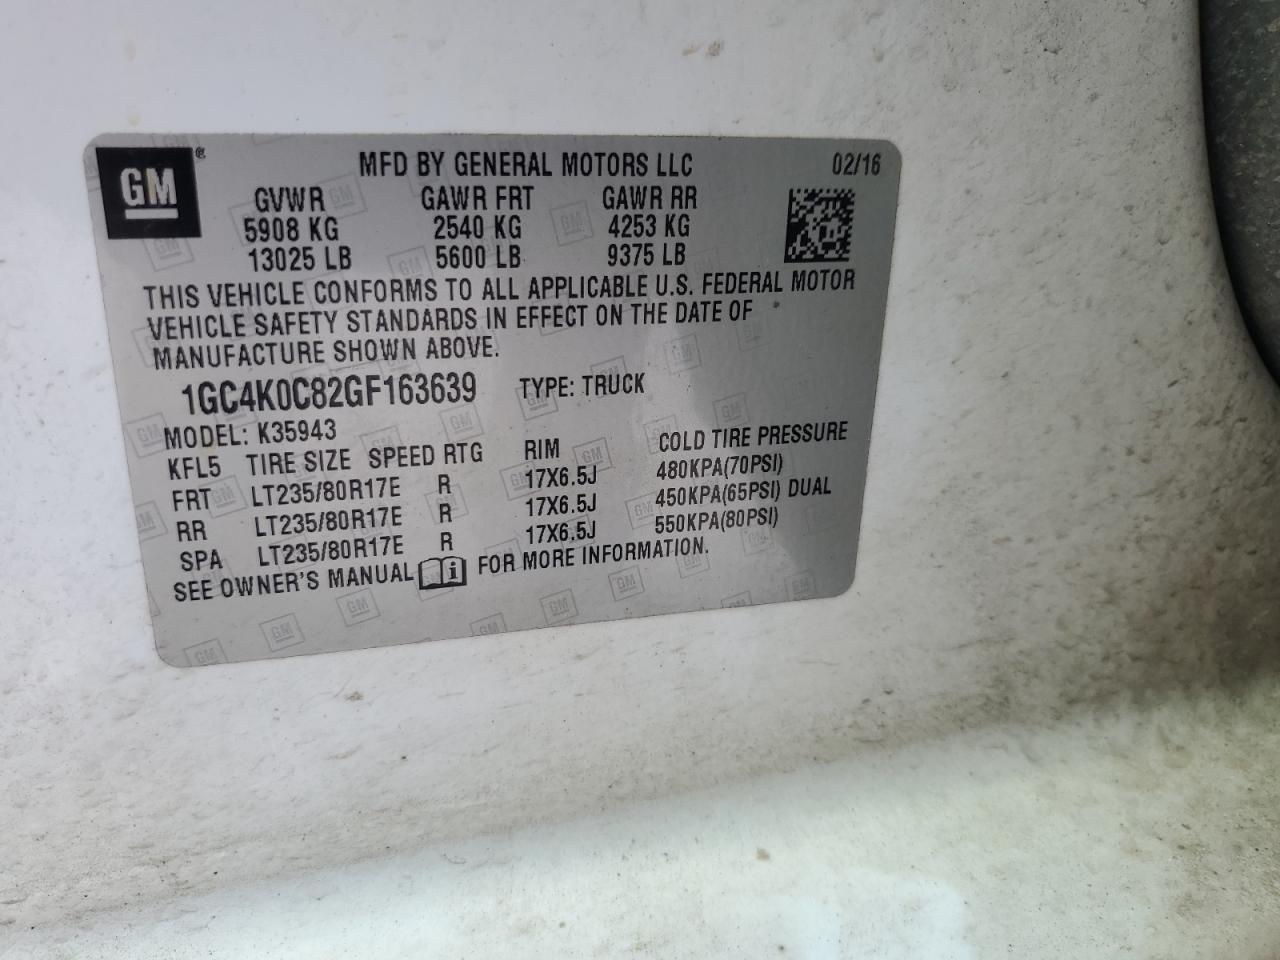 GM ® MFD BY GENERAL MOTORS LLC 02/16
GVWR GAWR FRT GAWR RR
5908 KG 2540 KG 4253 KG
13025 LB 5600 LB 9375 LB
THIS VEHICLE CONFORMS TO ALL APPLICABLE U.S. FEDERAL MOTOR
VEHICLE SAFETY STANDARDS IN EFFECT ON THE DATE OF
MANUFACTURE SHOWN ABOVE.
1GC4K0C82GF163639 TYPE: TRUCK
MODEL: K35943
KFL5 TIRE SIZE SPEED RTG RIM COLD TIRE PRESSURE
FRT LT235/80R17E R 17X6.5J 480KPA(70PSI)
RR LT235/80R17E R 17X6.5J 450KPA(65PSI) DUAL
SPA LT235/80R17E R 17X6.5J 550KPA(80PSI)
SEE OWNER'S MANUAL i FOR MORE INFORMATION.